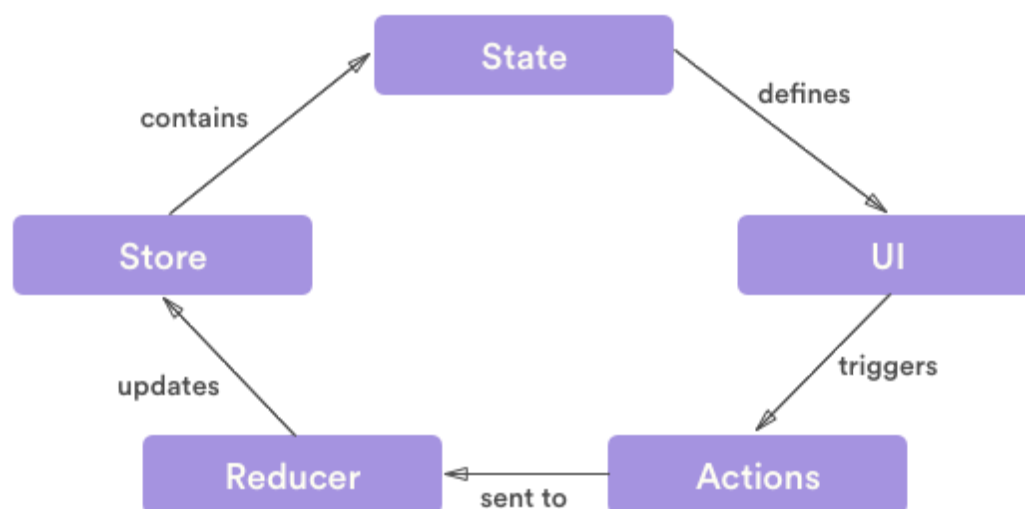 State
defines
contains
Store
UI
triggers
updates
Reducer
sent to
Actions